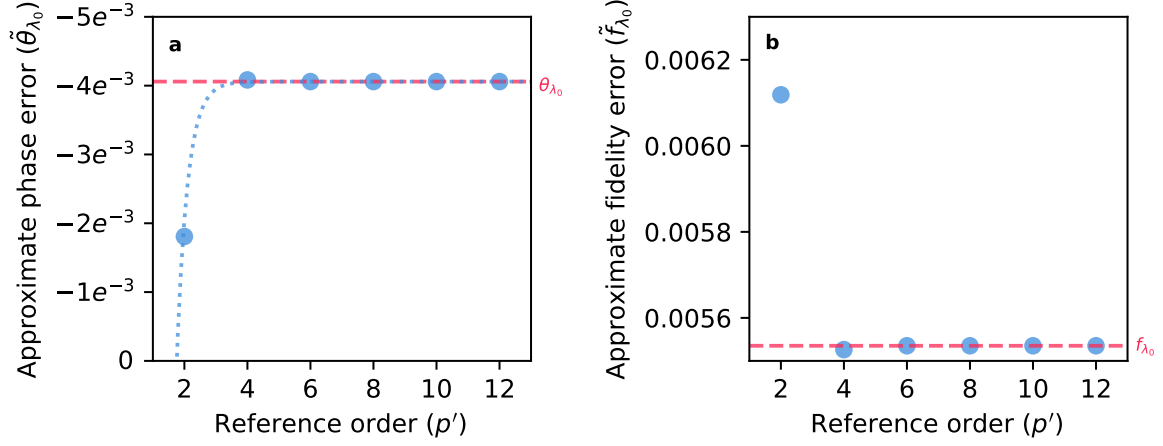 a
Approximate phase error (θ̃λ₀)
−5e⁻³
−4e⁻³
−3e⁻³
−2e⁻³
−1e⁻³
0
2 4 6 8 10 12
Reference order (p′)
θλ₀
b
Approximate fidelity error (f̃λ₀)
0.0062
0.0060
0.0058
0.0056
2 4 6 8 10 12
Reference order (p′)
fλ₀